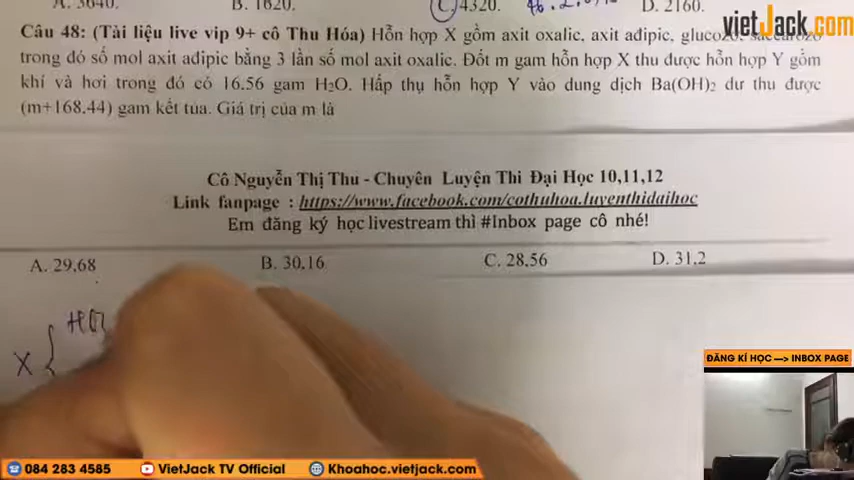 A. 3640.
B. 1620.
C. 4320.
D. 2160.
vietJack.com
Câu 48: (Tài liệu live vip 9+ cô Thu Hóa) Hỗn hợp X gồm axit oxalic, axit ađipic, glucozơ, saccarozơ
trong đó số mol axit ađipic bằng 3 lần số mol axit oxalic. Đốt m gam hỗn hợp X thu được hỗn hợp Y gồm
khí và hơi trong đó có 16.56 gam H₂O. Hấp thụ hỗn hợp Y vào dung dịch Ba(OH)₂ dư thu được
(m+168.44) gam kết tủa. Giá trị của m là
Cô Nguyễn Thị Thu - Chuyên Luyện Thi Đại Học 10,11,12
Link fanpage : https://www.facebook.com/cothuhoa.luyenthidaihoc
Em đăng ký học livestream thì #Inbox page cô nhé!
A. 29.68
B. 30.16
C. 28.56
D. 31.2
X {
ĐĂNG KÍ HỌC —> INBOX PAGE
084 283 4585
VietJack TV Official
Khoahoc.vietjack.com